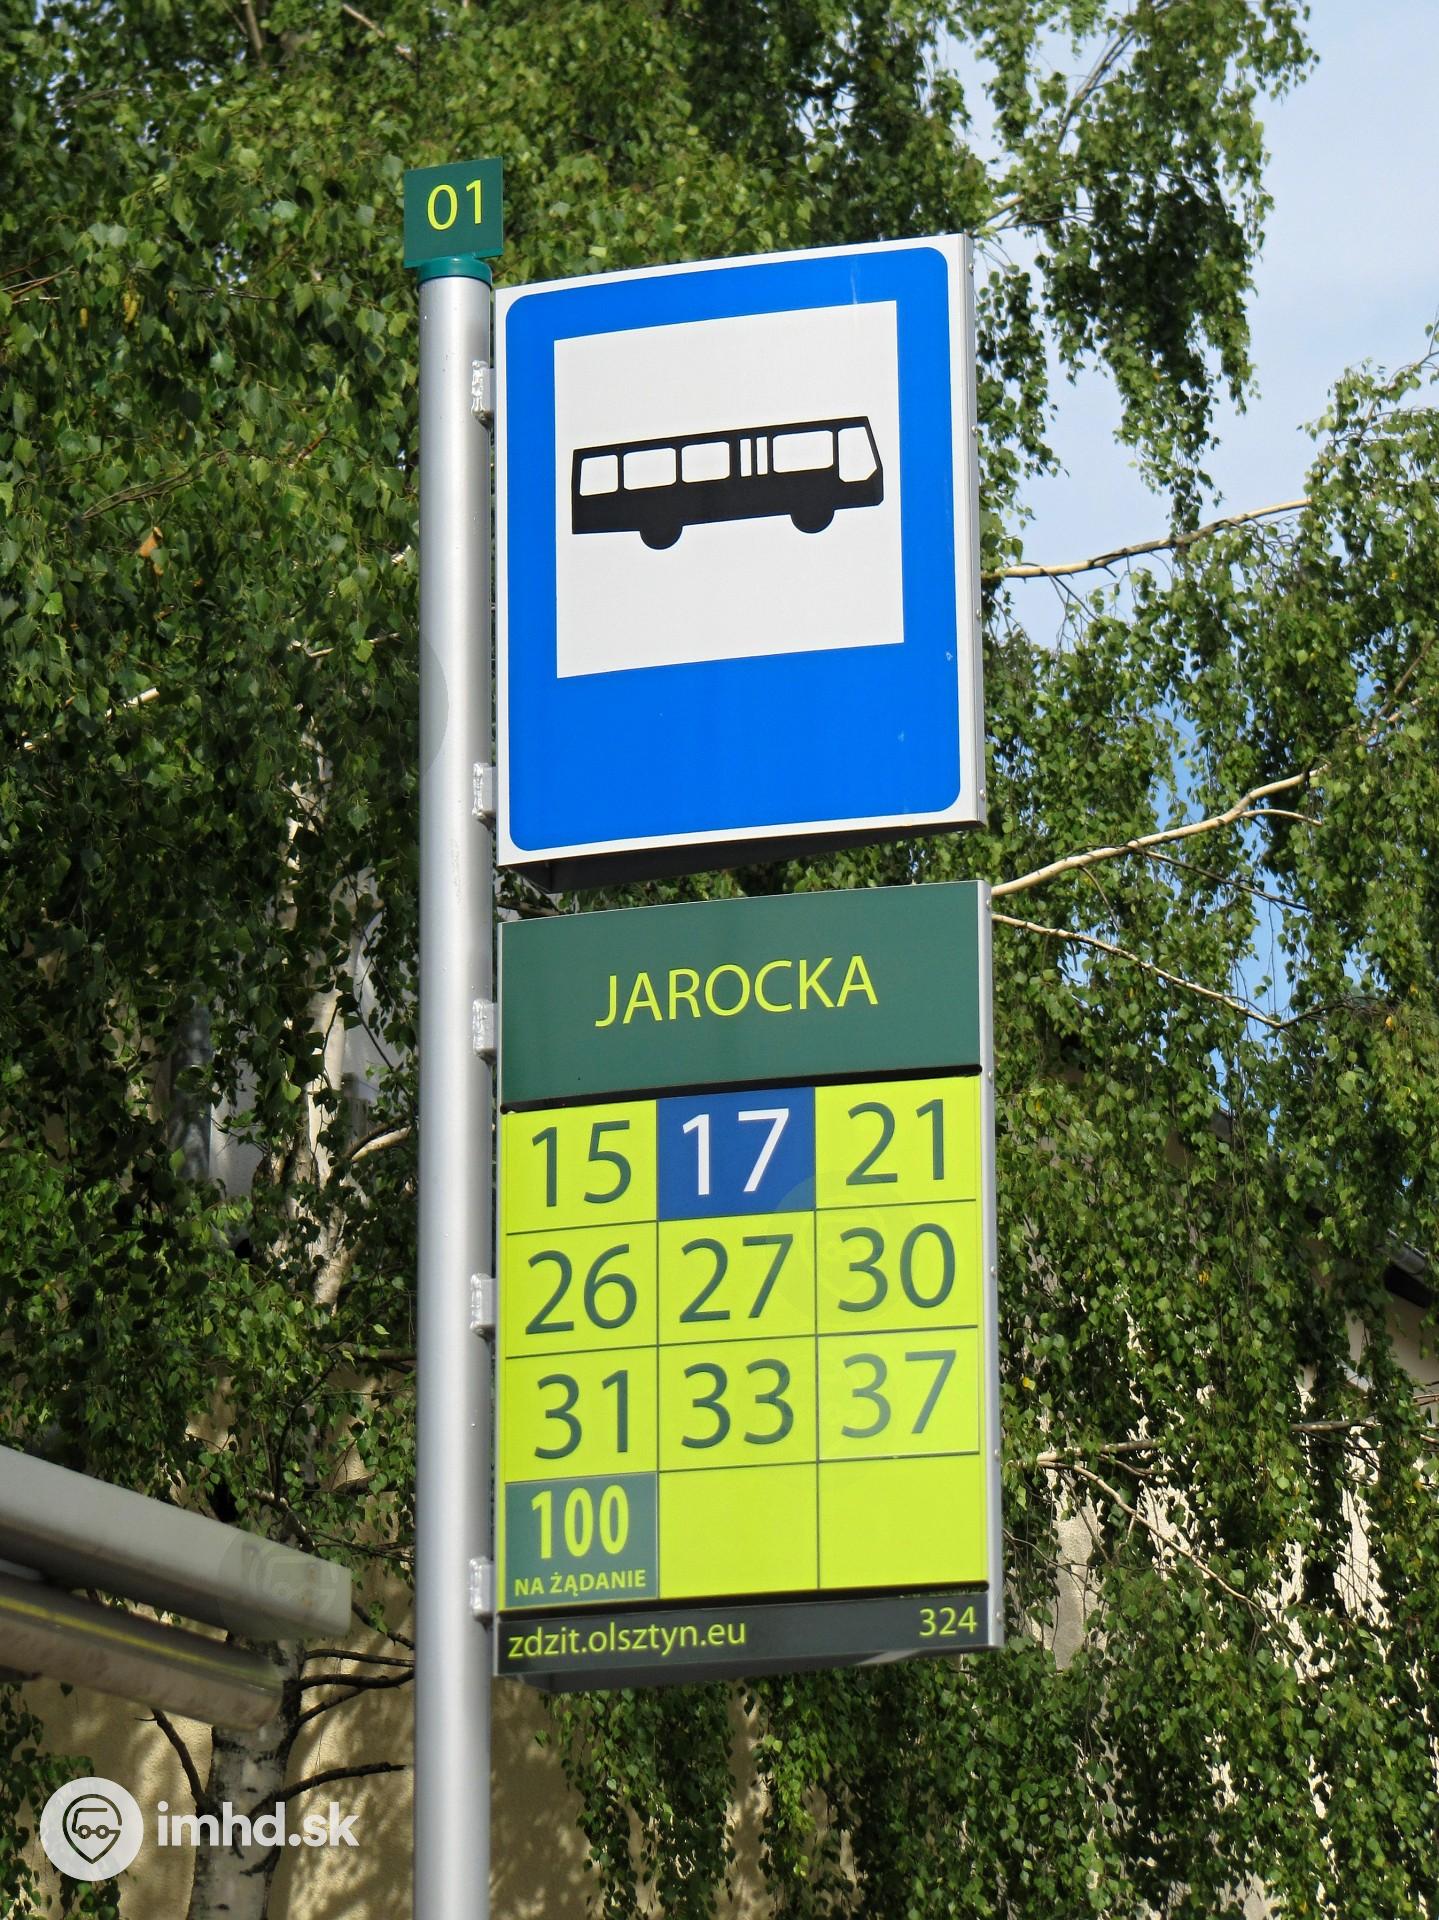 01
JAROCKA
15 17 21
26 27 30
31 33 37
100
NA ŻĄDANIE
zdzit.olsztyn.eu 324
imhd.sk